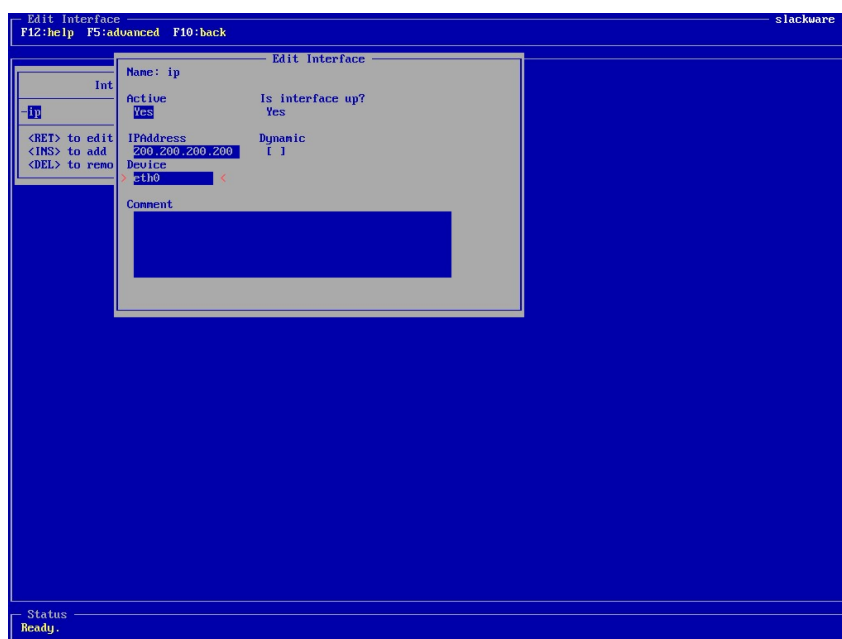 Edit Interface
slackware
F12:help F5:advanced F10:back
Edit Interface
Name: ip
Int
Active Is interface up?
Yes Yes
-ip
IPAddress Dynamic
200.200.200.200 [ ]
Device
> eth0 <
<RET> to edit
<INS> to add
<DEL> to remo
Comment
Status
Ready.